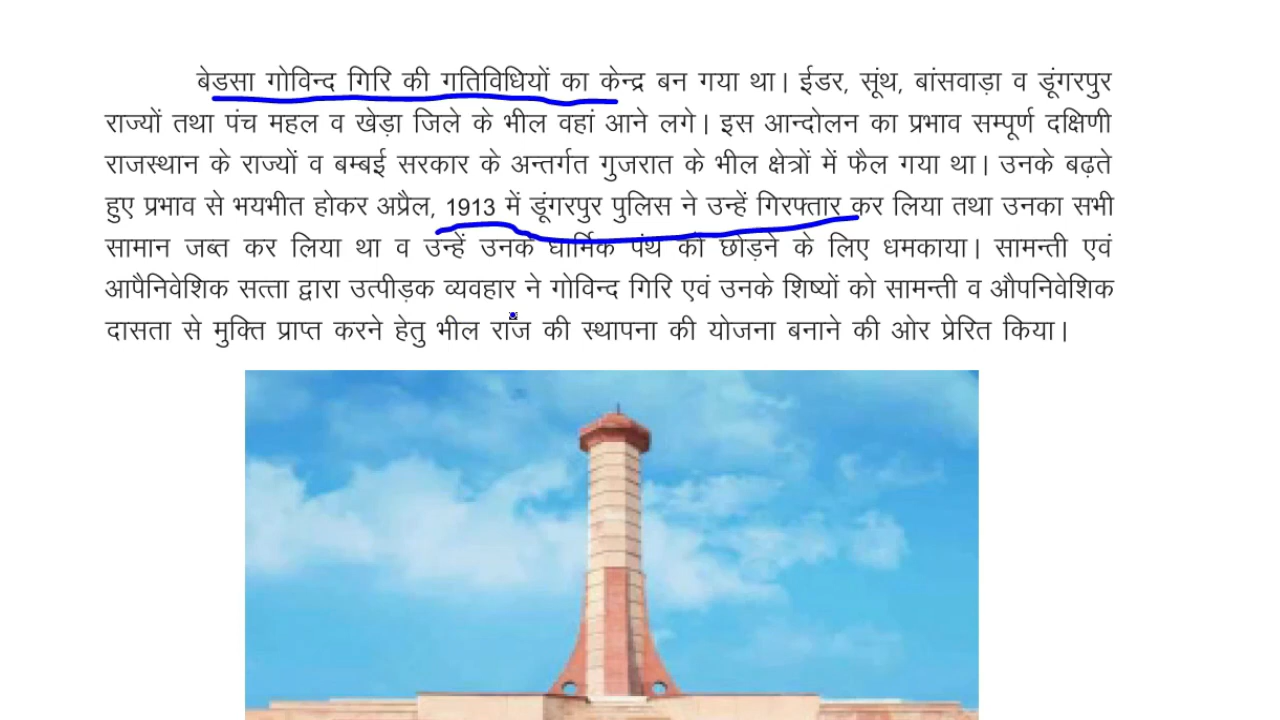 बेडसा गोविन्द गिरि की गतिविधियों का केन्द्र बन गया था। ईडर, सूंथ, बांसवाड़ा व डूंगरपुर
राज्यों तथा पंच महल व खेड़ा जिले के भील वहां आने लगे। इस आन्दोलन का प्रभाव सम्पूर्ण दक्षिणी
राजस्थान के राज्यों व बम्बई सरकार के अन्तर्गत गुजरात के भील क्षेत्रों में फैल गया था। उनके बढ़ते
हुए प्रभाव से भयभीत होकर अप्रैल, 1913 में डूंगरपुर पुलिस ने उन्हें गिरफ्तार कर लिया तथा उनका सभी
सामान जब्त कर लिया था व उन्हें उनके धार्मिक पंथ को छोड़ने के लिए धमकाया। सामन्ती एवं
आपैनिवेशिक सत्ता द्वारा उत्पीड़क व्यवहार ने गोविन्द गिरि एवं उनके शिष्यों को सामन्ती व औपनिवेशिक
दासता से मुक्ति प्राप्त करने हेतु भील राज की स्थापना की योजना बनाने की ओर प्रेरित किया।